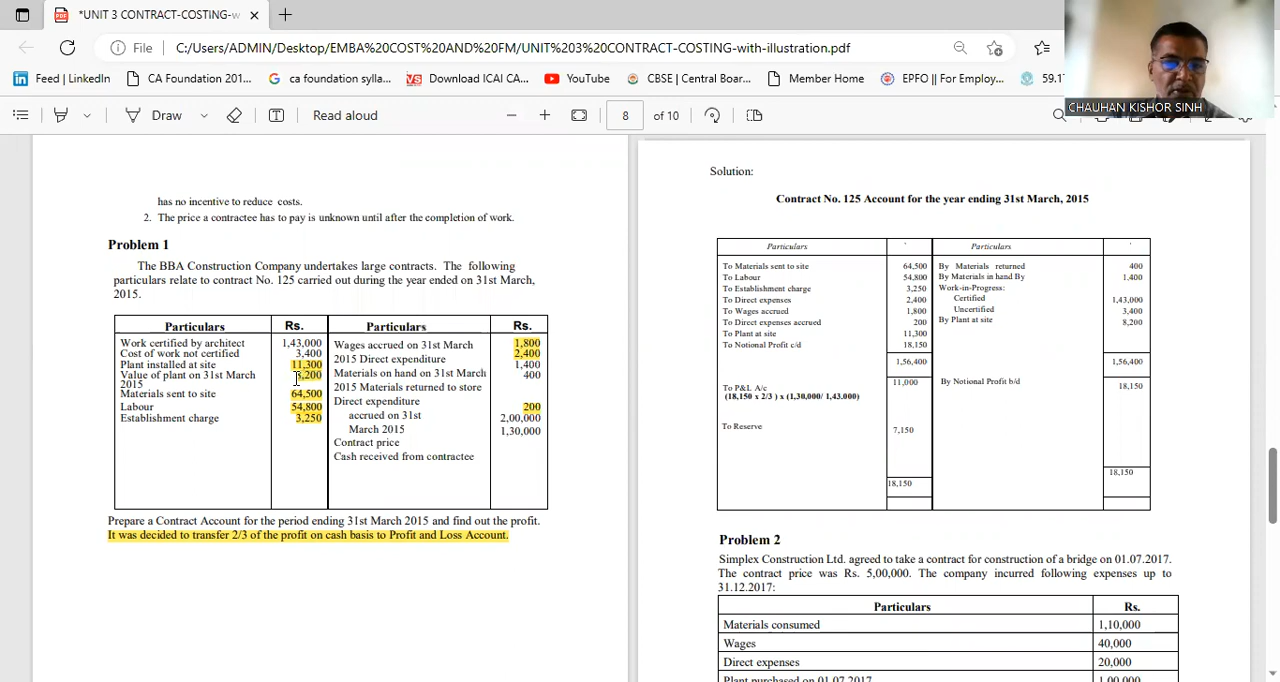 *UNIT 3 CONTRACT-COSTING-w
File C:/Users/ADMIN/Desktop/EMBA%20COST%20AND%20FM/UNIT%203%20CONTRACT-COSTING-with-illustration.pdf
Feed | LinkedIn CA Foundation 201... ca foundation sylla... Download ICAI CA... YouTube CBSE | Central Boar... Member Home EPFO || For Employ... 59.1
CHAUHAN KISHOR SINH
Draw Read aloud 8 of 10
has no incentive to reduce costs.
2. The price a contractee has to pay is unknown until after the completion of work.
Problem 1
The BBA Construction Company undertakes large contracts. The following
particulars relate to contract No. 125 carried out during the year ended on 31st March,
2015.
Particulars Rs. Particulars Rs.
Work certified by architect 1,43,000 Wages accrued on 31st March 1,800
Cost of work not certified 3,400 2015 Direct expenditure 2,400
Plant installed at site 11,300 Materials on hand on 31st March 1,400
Value of plant on 31st March 8,200 2015 Materials returned to store 400
2015
Materials sent to site 64,500 Direct expenditure
Labour 54,800 accrued on 31st 200
Establishment charge 3,250 March 2015 2,00,000
Contract price 1,30,000
Cash received from contractee
Prepare a Contract Account for the period ending 31st March 2015 and find out the profit.
It was decided to transfer 2/3 of the profit on cash basis to Profit and Loss Account.
Solution:
Contract No. 125 Account for the year ending 31st March, 2015
Particulars ` Particulars `
To Materials sent to site 64,500 By Materials returned 400
To Labour 54,800 By Materials in hand By 1,400
To Establishment charge 3,250 Work-in-Progress:
To Direct expenses 2,400 Certified 1,43,000
To Wages accrued 1,800 Uncertified 3,400
To Direct expenses accrued 200 By Plant at site 8,200
To Plant at site 11,300
To Notional Profit c/d 18,150
1,56,400 1,56,400
To P&L A/c 11,000 By Notional Profit b/d 18,150
(18,150 x 2/3 ) x (1,30,000/ 1,43.000)
To Reserve 7,150
18,150 18,150
Problem 2
Simplex Construction Ltd. agreed to take a contract for construction of a bridge on 01.07.2017.
The contract price was Rs. 5,00,000. The company incurred following expenses up to
31.12.2017:
Particulars Rs.
Materials consumed 1,10,000
Wages 40,000
Direct expenses 20,000
Plant purchased on 01.07.2017 1,00,000